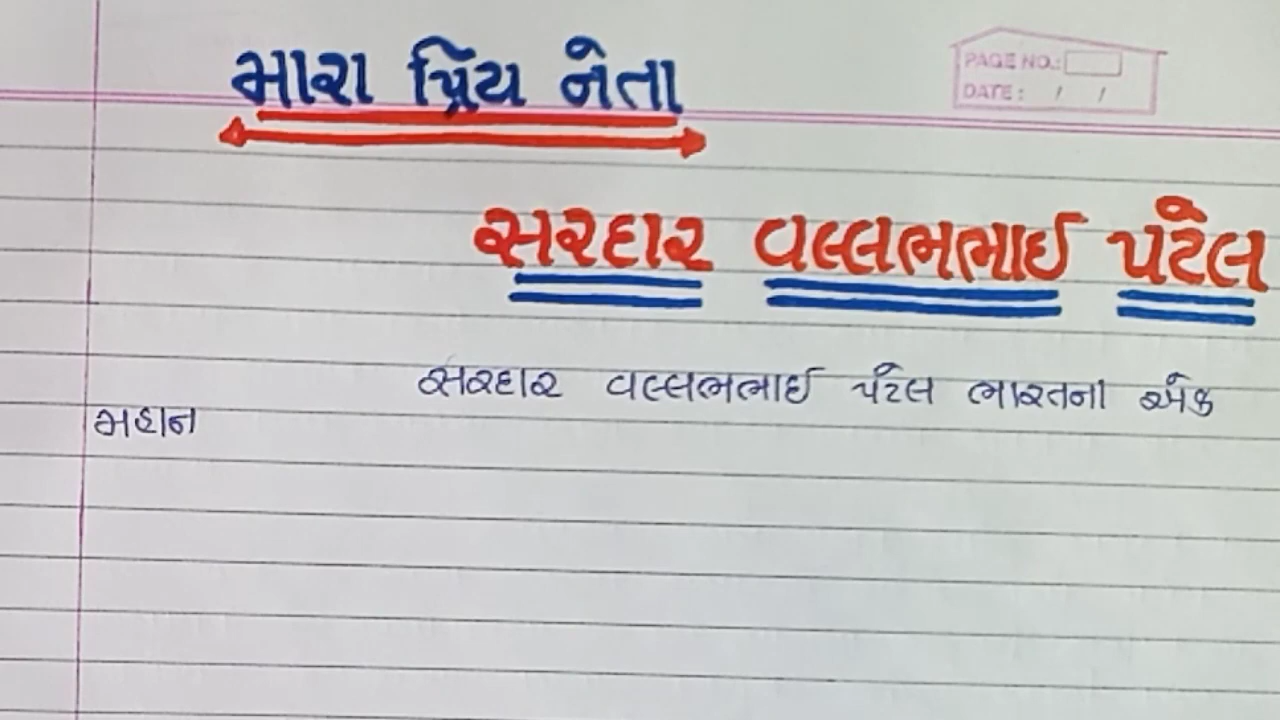 મારા પ્રિય નેતા
PAGE NO.:
DATE : / /
સરદાર વલ્લભભાઈ પટેલ
સરદાર વલ્લભભાઈ પટેલ ભારતના એક
મહાન